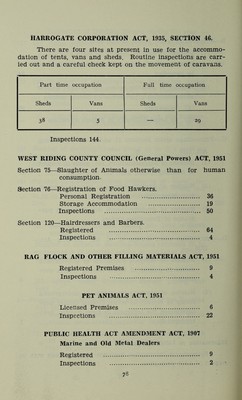 HARROGATE CORPORATION ACT, 1935, SECTION 46.
There are four sites at present in use for the accommo-
dation of tents, vans and sheds. Routine inspections are carr-
ied out and a careful check kept on the movement of caravans.
Part time occupation Full time occupation
Sheds Vans Sheds Vans
38 5 — 29
Inspections 144.
WEST RIDING COUNTY COUNCIL (General Powers) ACT, 1951
Section 75—Slaughter of Animals otherwise than for human
consumption.
Section 76—Registration of Food Hawkers.
Personal Registration ........................ 36
Storage Accommodation ........................ 19
Inspections ........................ 50
Section 120—Hairdressers and Barbers.
Registered ........................ 64
Inspections ........................ 4
RAG FLOCK AND OTHER FILLING MATERIALS ACT, 1951
Registered Premises ........................ 9
Inspections ........................ 4
PET ANIMALS ACT, 1951
Licensed Premises ........................ 6
Inspections ........................ 22
PUBLIC HEALTH ACT AMENDMENT ACT, 1907
Marine and Old Metal Dealers
Registered ........................ 9
Inspections ........................ 2